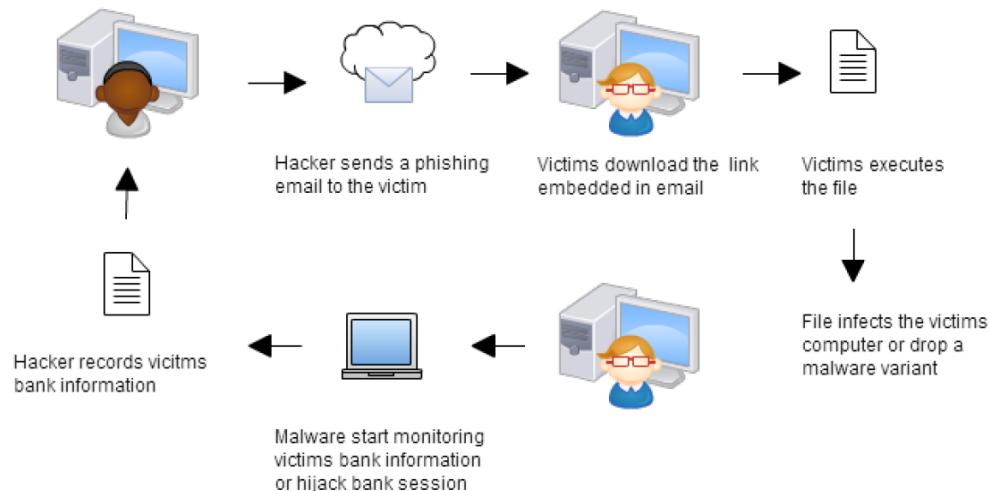 Hacker sends a phishing
email to the victim
Victims download the link
embedded in email
Victims executes
the file
File infects the victims
computer or drop a
malware variant
Malware start monitoring
victims bank information
or hijack bank session
Hacker records vicitms
bank information